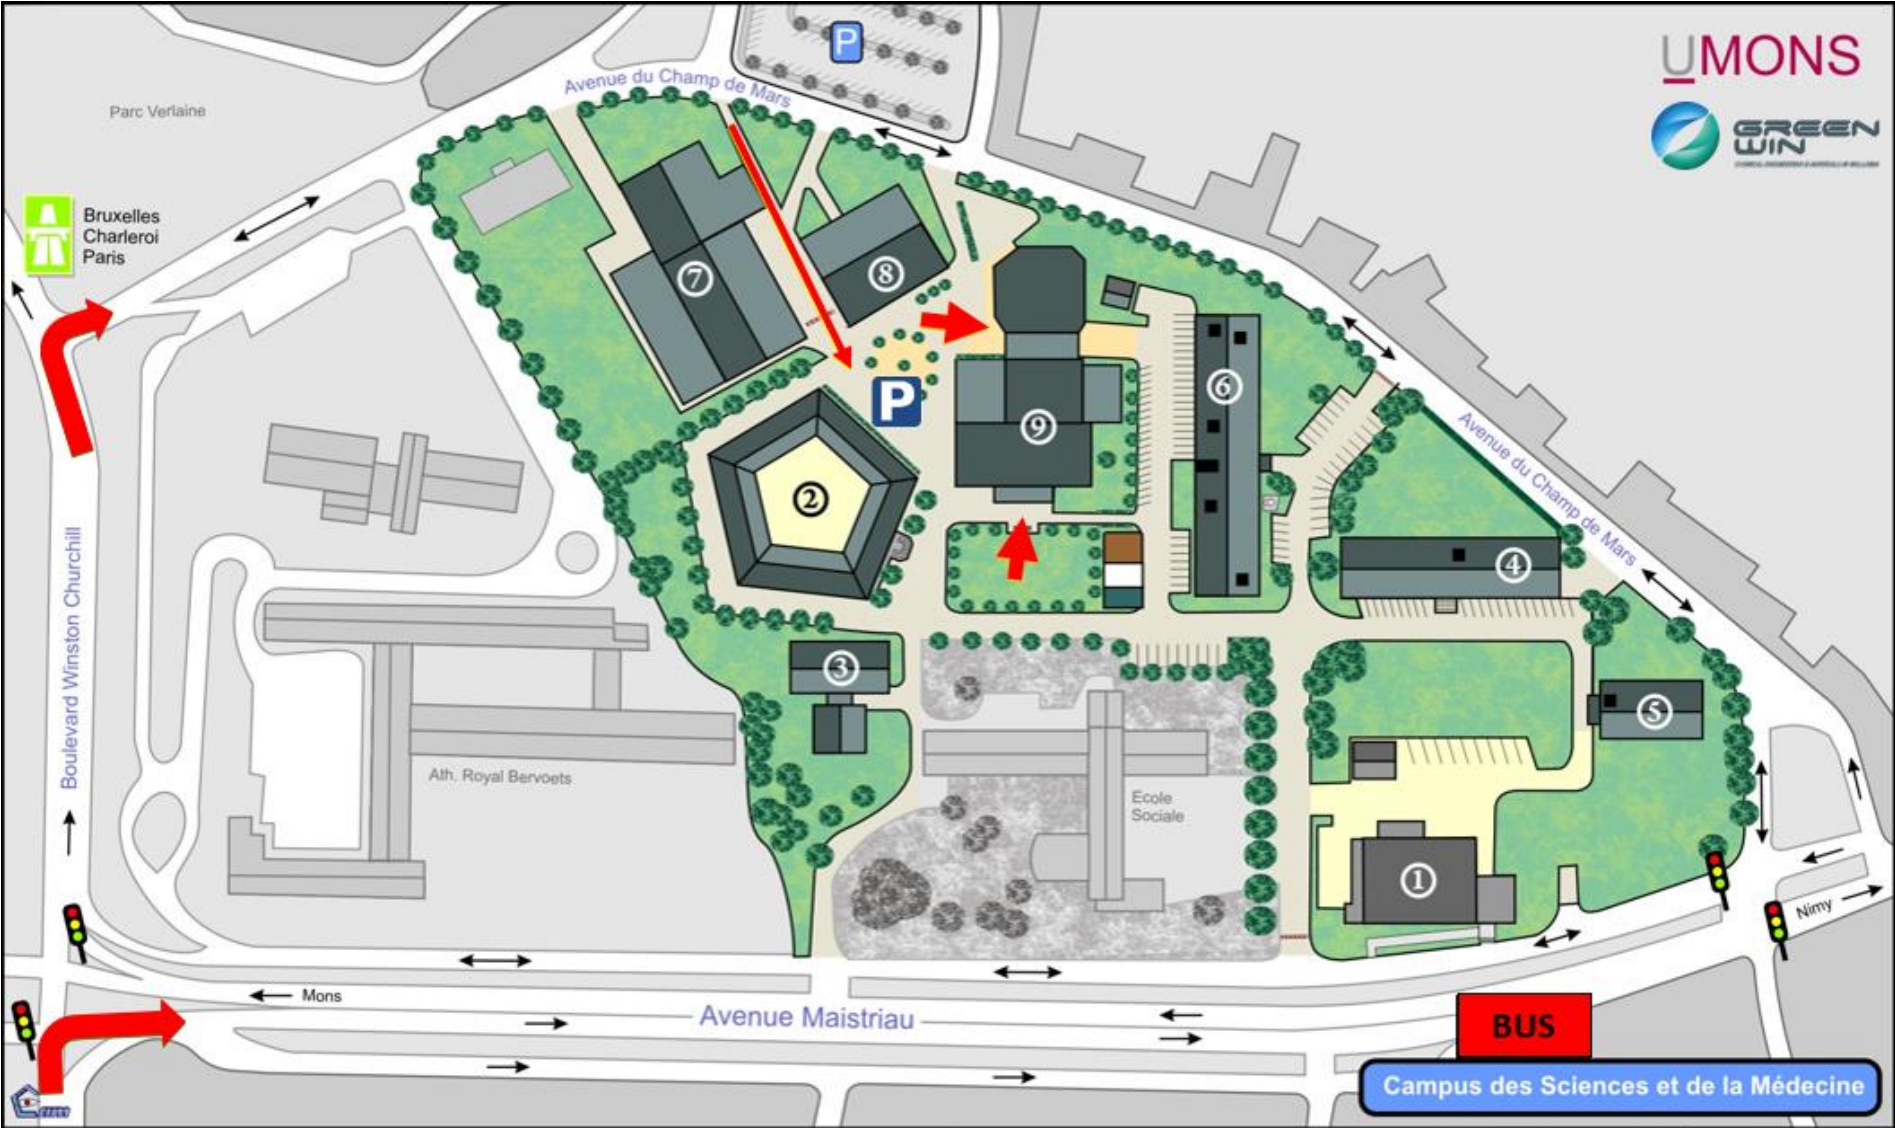 UMONS
GREEN
WIN
P
Avenue du Champ de Mars
Parc Verlaine
Bruxelles
Charleroi
Paris
7
8
6
P
9
2
Avenue du Champ de Mars
4
3
5
Boulevard Winston Churchill
Ath. Royal Bervoets
Ecole
Sociale
1
Nimy
Mons
Avenue Maistriau
BUS
Campus des Sciences et de la Médecine